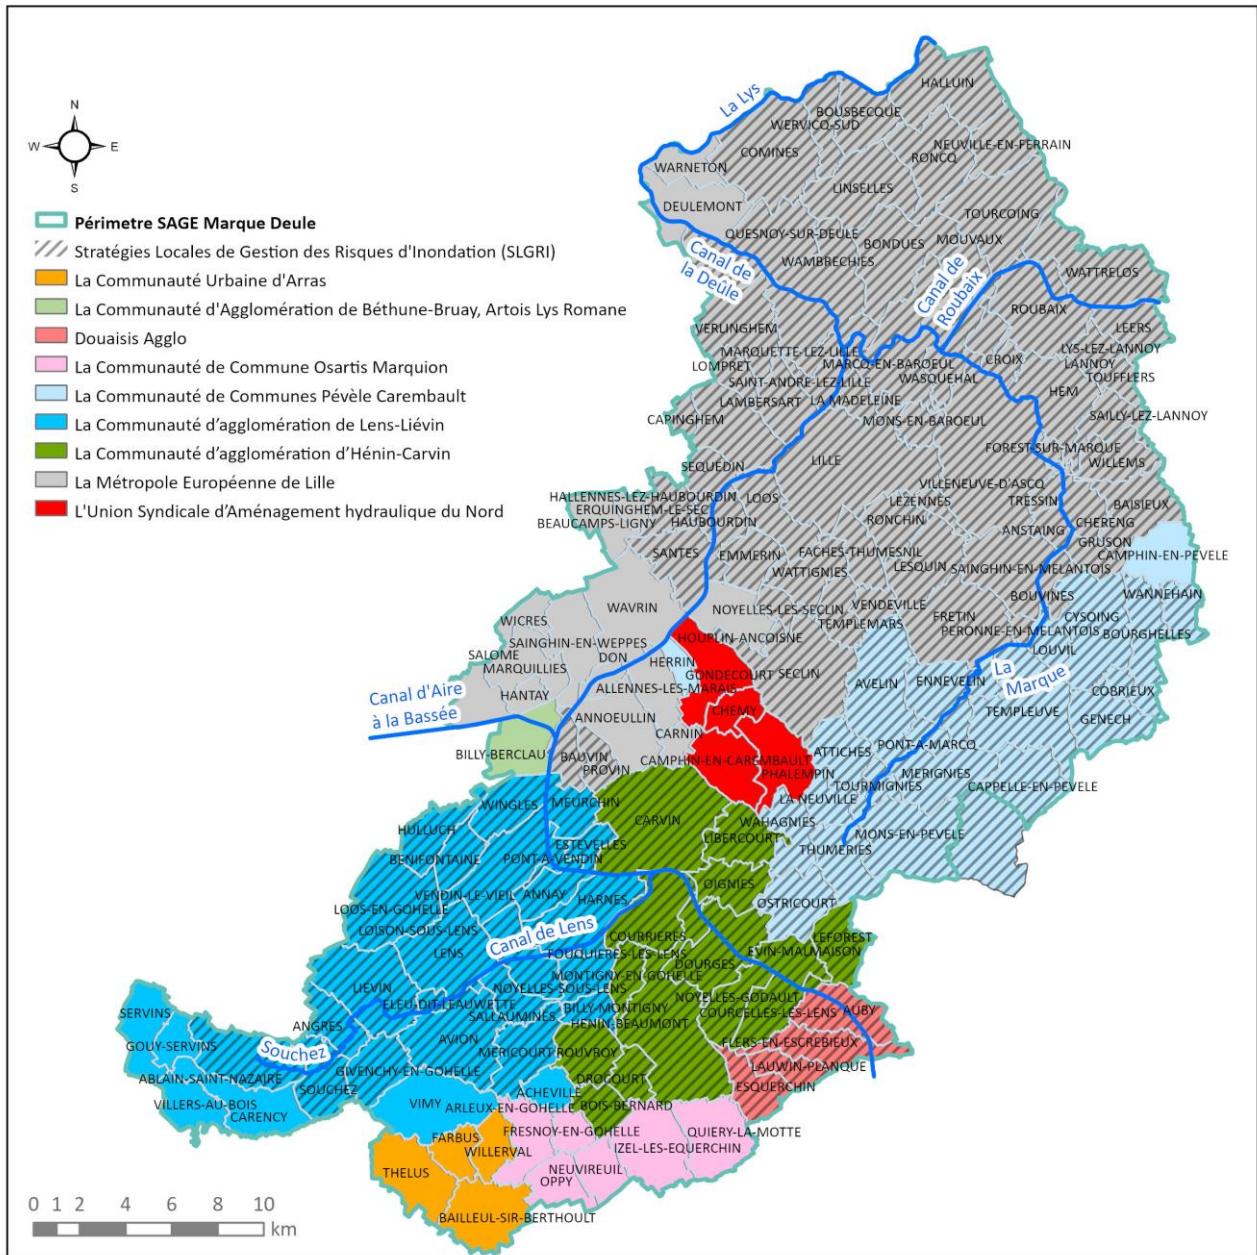 N
W
E
S
Périmetre SAGE Marque Deule
Stratégies Locales de Gestion des Risques d'Inondation (SLGRI)
La Communauté Urbaine d'Arras
La Communauté d'Agglomération de Béthune-Bruay, Artois Lys Romane
Douaisis Agglo
La Communauté de Commune Osartis Marquion
La Communauté de Communes Pévèle Carembault
La Communauté d’agglomération de Lens-Liévin
La Communauté d’agglomération d’Hénin-Carvin
La Métropole Européenne de Lille
L'Union Syndicale d’Aménagement hydraulique du Nord
La Lys
HALLUIN
BOUSBECQUE
WERVICQ-SUD
COMINES
NEUVILLE-EN-FERRAIN
RONCQ
WARNETON
LINSELLES
DEULEMONT
TOURCOING
QUESNOY-SUR-DEULE
BONDUES
MOUVAUX
WAMBRECHIES
Canal de
la Deûle
Canal de
Roubaix
WATTRELOS
ROUBAIX
VERLINGHEM
LEERS
MARQUETTE-LEZ-LILLE
LYS-LEZ-LANNOY
LOMPRET
MARCQ-EN-BAROEUL
CROIX
LANNOY
SAINT-ANDRE-LEZ-LILLE
WASQUEHAL
TOUFFLERS
LAMBERSART
LA MADELEINE
HEM
CAPINGHEM
MONS-EN-BAROEUL
SAILLY-LEZ-LANNOY
FOREST-SUR-MARQUE
SEQUEDIN
LILLE
WILLEMS
VILLENEUVE-D'ASCQ
HALLENNES-LEZ-HAUBOURDIN
LOOS
LEZENNES
TRESSIN
BAISIEUX
ERQUINGHEM-LE-SEC
BEAUCAMPS-LIGNY
HAUBOURDIN
RONCHIN
ANSTAING
CHERENG
GRUSON
SANTES
EMMERIN
FACHES-THUMESNIL
CAMPHIN-EN-PEVELE
WATTIGNIES
LESQUIN
SAINGHIN-EN-MELANTOIS
BOUVINES
WANNEHAIN
WAVRIN
NOYELLES-LES-SECLIN
VENDEVILLE
FRETIN
CYSOING
WICRES
TEMPLEMARS
PERONNE-EN-MELANTOIS
BOURGHELLES
SAINGHIN-EN-WEPPES
HOUPLIN-ANCOISNE
LOUVIL
SALOME
DON
HERRIN
MARQUILLIES
GONDECOURT
SECLIN
AVELIN
ENNEVELIN
La
Marque
COBRIEUX
HANTAY
ALLENNES-LES-MARAIS
Canal d'Aire
à la Bassée
CHEMY
TEMPLEUVE
GENECH
ANNOEULLIN
CARNIN
ATTICHES
PONT-A-MARCQ
BILLY-BERCLAU
BAUVIN
CAMPHIN-EN-CAREMBAULT
PROVIN
PHALEMPIN
TOURMIGNIES
MERIGNIES
CAPPELLE-EN-PEVELE
WINGLES
MEURCHIN
LA NEUVILLE
CARVIN
WAHAGNIES
HULLUCH
LIBERCOURT
MONS-EN-PEVELE
ESTEVELLES
THUMERIES
BENIFONTAINE
PONT-A-VENDIN
OIGNIES
VENDIN-LE-VIEIL
ANNAY
HARNES
OSTRICOURT
LOOS-EN-GOHELLE
LOISON-SOUS-LENS
Canal de Lens
COURRIERES
LEFOREST
LENS
FOUQUIERES-LES-LENS
EVIN-MALMAISON
DOURGES
MONTIGNY-EN-GOHELLE
LIEVIN
NOYELLES-SOUS-LENS
NOYELLES-GODAULT
ELEU-DIT-LEAUWETTE
BILLY-MONTIGNY
COURCELLES-LES-LENS
AUBY
SERVINS
SALLAUMINES
ANGRES
HENIN-BEAUMONT
GOUY-SERVINS
AVION
FLERS-EN-ESCREBIEUX
Souchez
MERICOURT
ROUVROY
LAUWIN-PLANQUE
ABLAIN-SAINT-NAZAIRE
GIVENCHY-EN-GOHELLE
DROCOURT
ESQUERCHIN
SOUCHEZ
ACHEVILLE
VILLERS-AU-BOIS
CARENCY
VIMY
ARLEUX-EN-GOHELLE
BOIS-BERNARD
FRESNOY-EN-GOHELLE
QUIERY-LA-MOTTE
FARBUS
WILLERVAL
IZEL-LES-EQUERCHIN
THELUS
NEUVIREUIL
OPPY
BAILLEUL-SIR-BERTHOULT
0 1 2 4 6 8 10
km